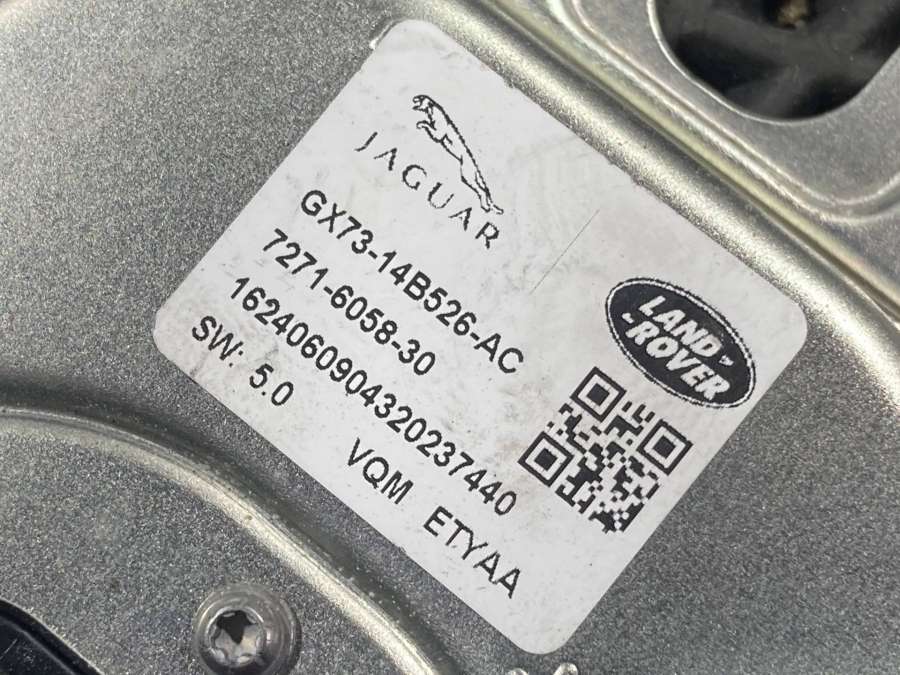 JAGUAR
GX73-14B526-AC
7271-6058-30
1624060904320237440
SW: 5.0
VQM ETYAA
LAND
-ROVER